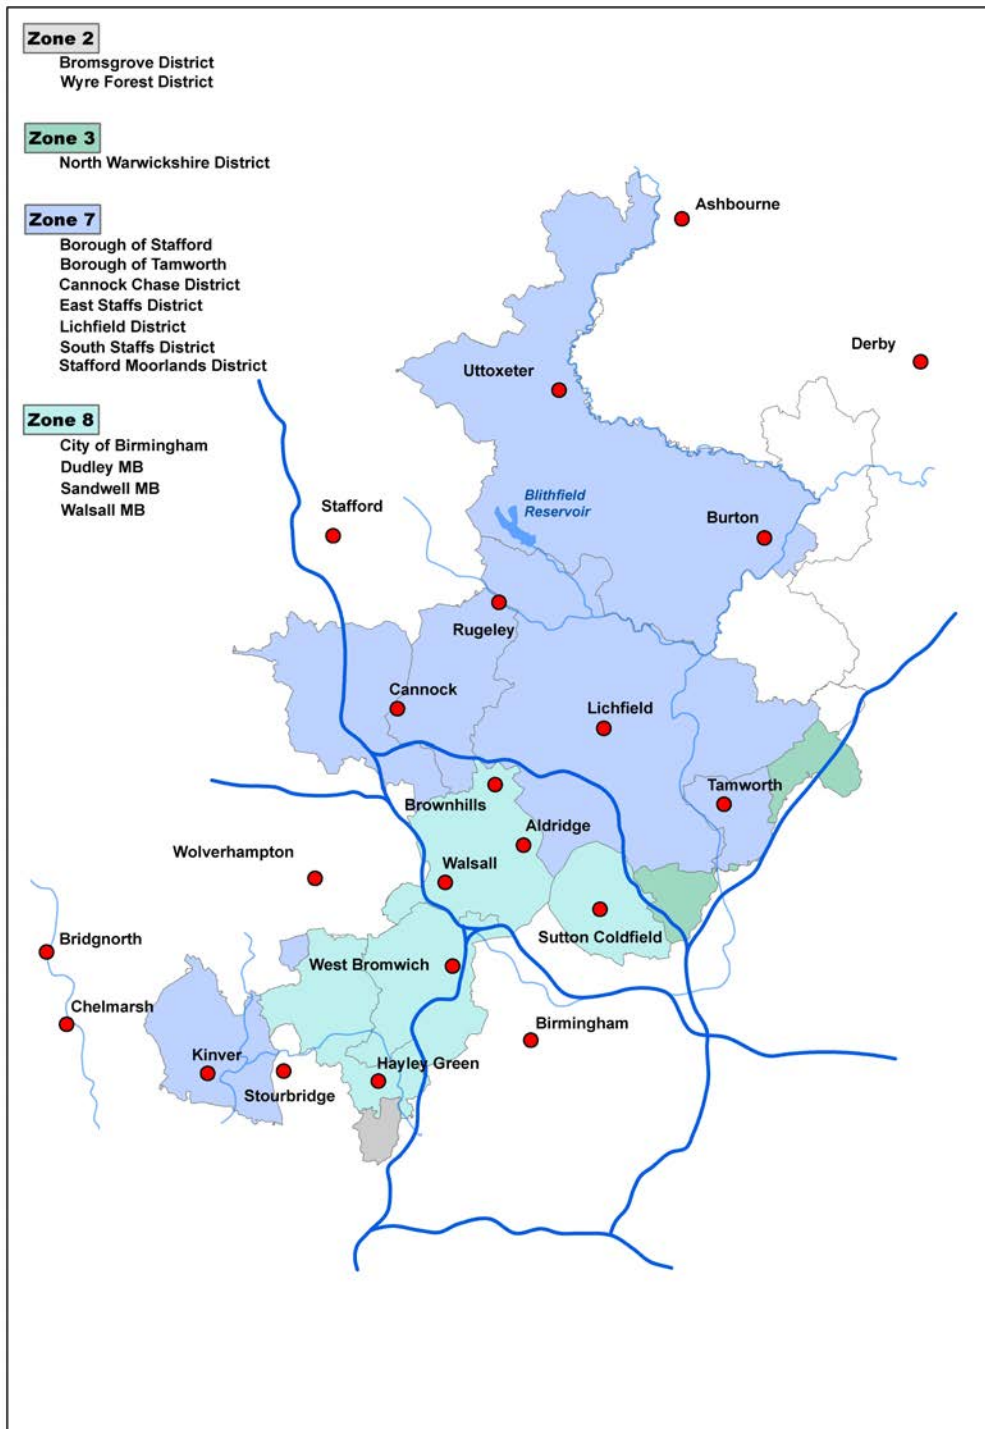 Zone 2
Bromsgrove District
Wyre Forest District
Zone 3
North Warwickshire District
Zone 7
Borough of Stafford
Borough of Tamworth
Cannock Chase District
East Staffs District
Lichfield District
South Staffs District
Stafford Moorlands District
Zone 8
City of Birmingham
Dudley MB
Sandwell MB
Walsall MB
Ashbourne
Derby
Uttoxeter
Blithfield
Reservoir
Stafford
Burton
Rugeley
Cannock
Lichfield
Tamworth
Brownhills
Aldridge
Wolverhampton
Walsall
Sutton Coldfield
Bridgnorth
West Bromwich
Chelmarsh
Birmingham
Kinver
Hayley Green
Stourbridge